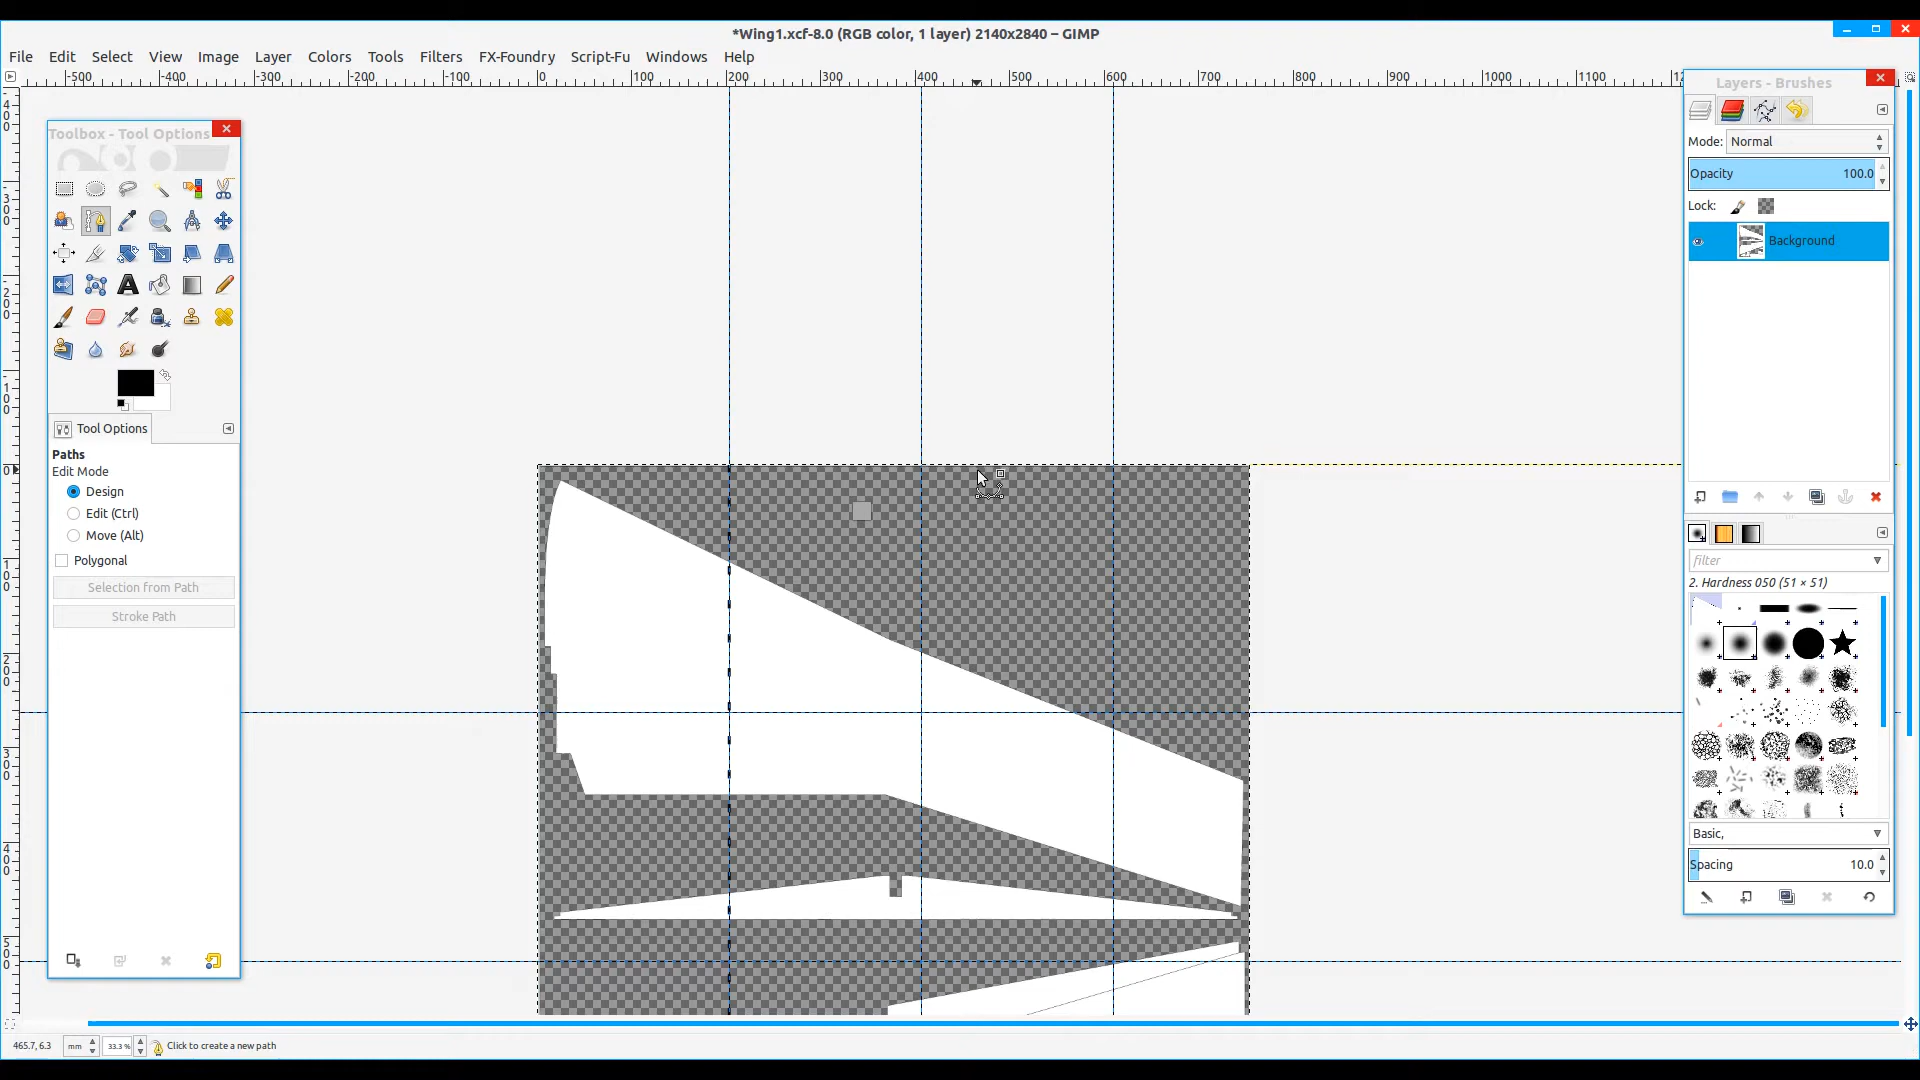 *Wing1.xcf-8.0 (RGB color, 1 layer) 2140x2840 – GIMP
File Edit Select View Image Layer Colors Tools Filters FX-Foundry Script-Fu Windows Help
-500 -400 -300 -200 -100 0 100 200 300 400 500 600 700 800 900 1000 1100
Toolbox - Tool Options
Tool Options
Paths
Edit Mode
Design
Edit (Ctrl)
Move (Alt)
Polygonal
Selection from Path
Stroke Path
Layers - Brushes
Mode: Normal
Opacity 100.0
Lock:
Background
filter
2. Hardness 050 (51 × 51)
Basic,
Spacing 10.0
465.7, 6.3 mm 33.3 % Click to create a new path